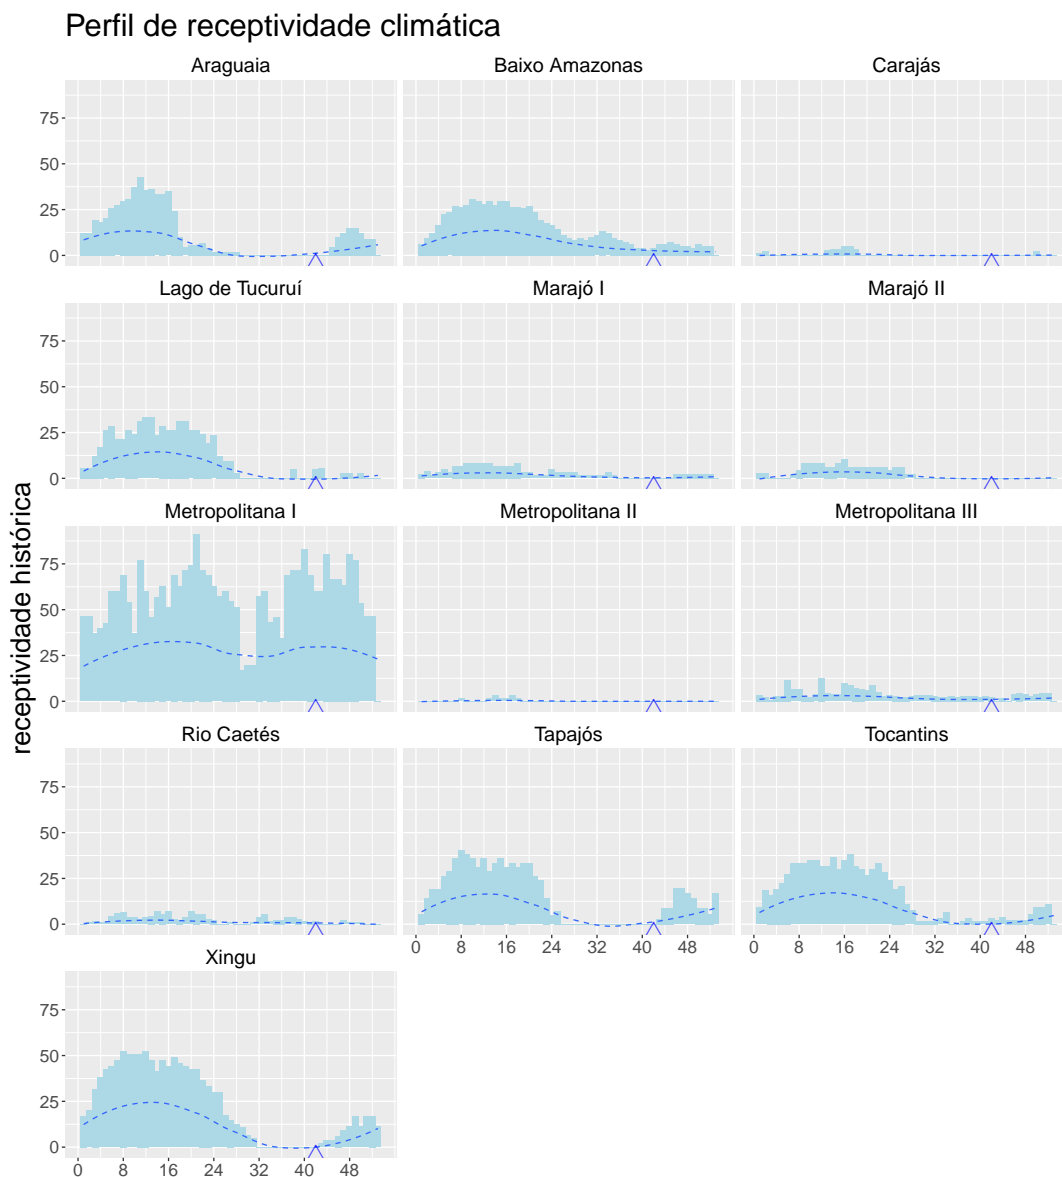 Perfil de receptividade climática
Araguaia
Baixo Amazonas
Carajás
75
50
25
0
Lago de Tucuruí
Marajó I
Marajó II
75
50
25
0
Metropolitana I
Metropolitana II
Metropolitana III
receptividade histórica
75
50
25
0
Rio Caetés
Tapajós
Tocantins
75
50
25
0
0 8 16 24 32 40 48
0 8 16 24 32 40 48
Xingu
75
50
25
0
0 8 16 24 32 40 48